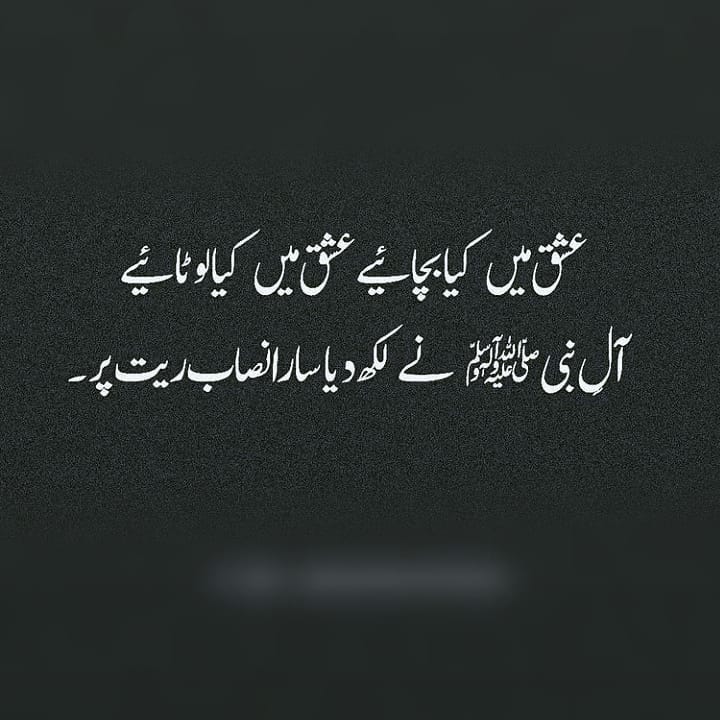 عشق میں کیا بچائیے عشق میں کیا لوٹائیے
آلِ نبی ﷺ نے لکھ دیا سارا نصاب ریت پر۔